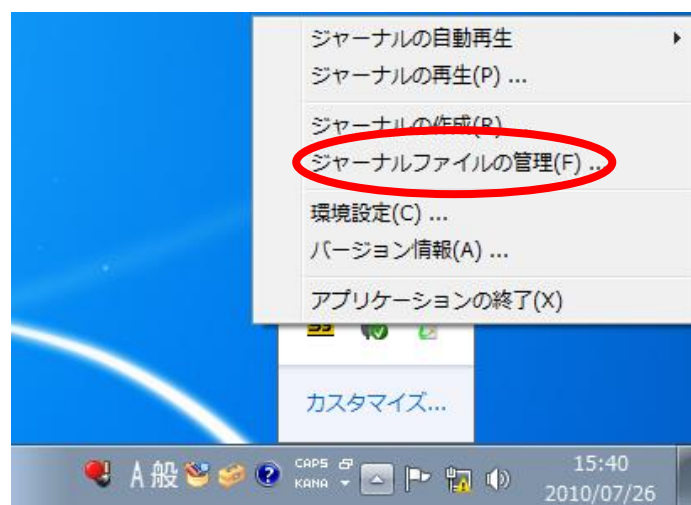 ジャーナルの自動再生
ジャーナルの再生(P) ...
ジャーナルの作成(R) ...
ジャーナルファイルの管理(F) ...
環境設定(C) ...
バージョン情報(A) ...
アプリケーションの終了(X)
カスタマイズ...
A 般
CAPS
KANA
15:40
2010/07/26